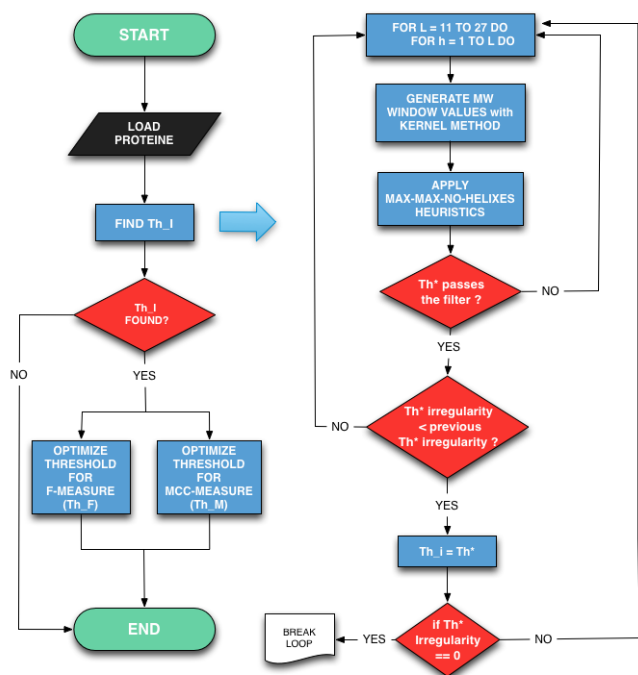 START
LOAD
PROTEINE
FIND Th_I
Th_I
FOUND?
NO
YES
OPTIMIZE
THRESHOLD
FOR
F-MEASURE
(Th_F)
OPTIMIZE
THRESHOLD
FOR
MCC-MEASURE
(Th_M)
END
FOR L = 11 TO 27 DO
FOR h = 1 TO L DO
GENERATE MW
WINDOW VALUES with
KERNEL METHOD
APPLY
MAX-MAX-NO-HELIXES
HEURISTICS
Th* passes
the filter ?
NO
YES
Th* irregularity
< previous
Th* irregularity ?
NO
YES
Th_i = Th*
if Th*
Irregularity
== 0
YES
NO
BREAK
LOOP